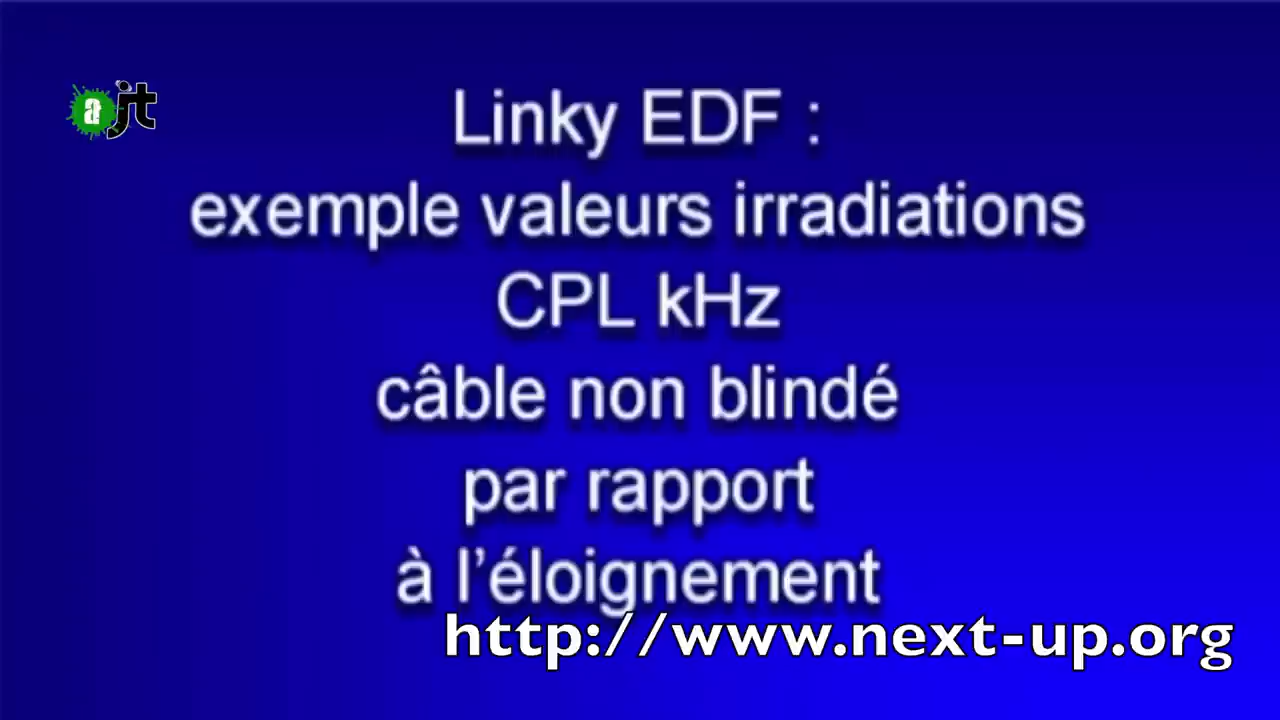 ajt
Linky EDF :
exemple valeurs irradiations
CPL kHz
câble non blindé
par rapport
à l’éloignement
http://www.next-up.org